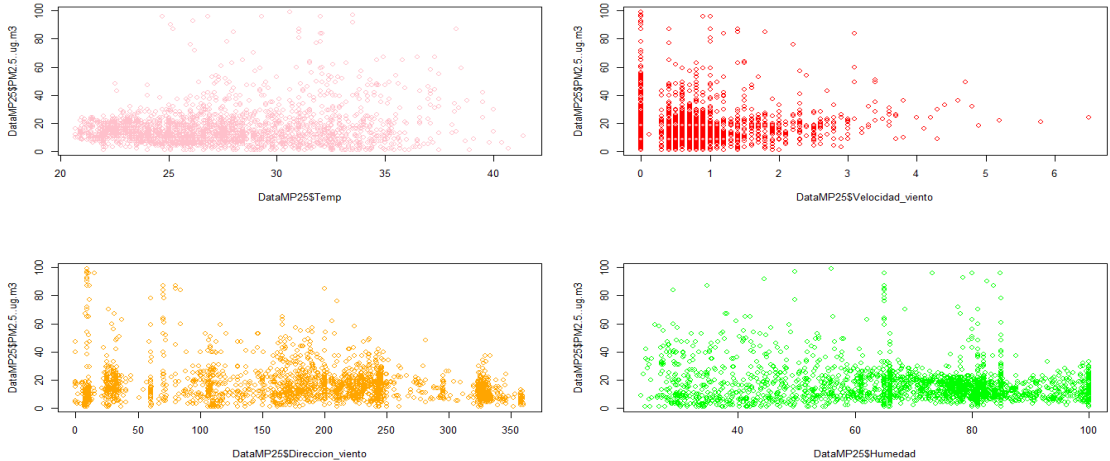 DataMP25$PM2.5..ug.m3
0 20 40 60 80 100
20 25 30 35 40
DataMP25$Temp
DataMP25$PM2.5..ug.m3
0 20 40 60 80 100
0 1 2 3 4 5 6
DataMP25$Velocidad_viento
DataMP25$PM2.5..ug.m3
0 20 40 60 80 100
0 50 100 150 200 250 300 350
DataMP25$Direccion_viento
DataMP25$PM2.5..ug.m3
0 20 40 60 80 100
40 60 80 100
DataMP25$Humedad